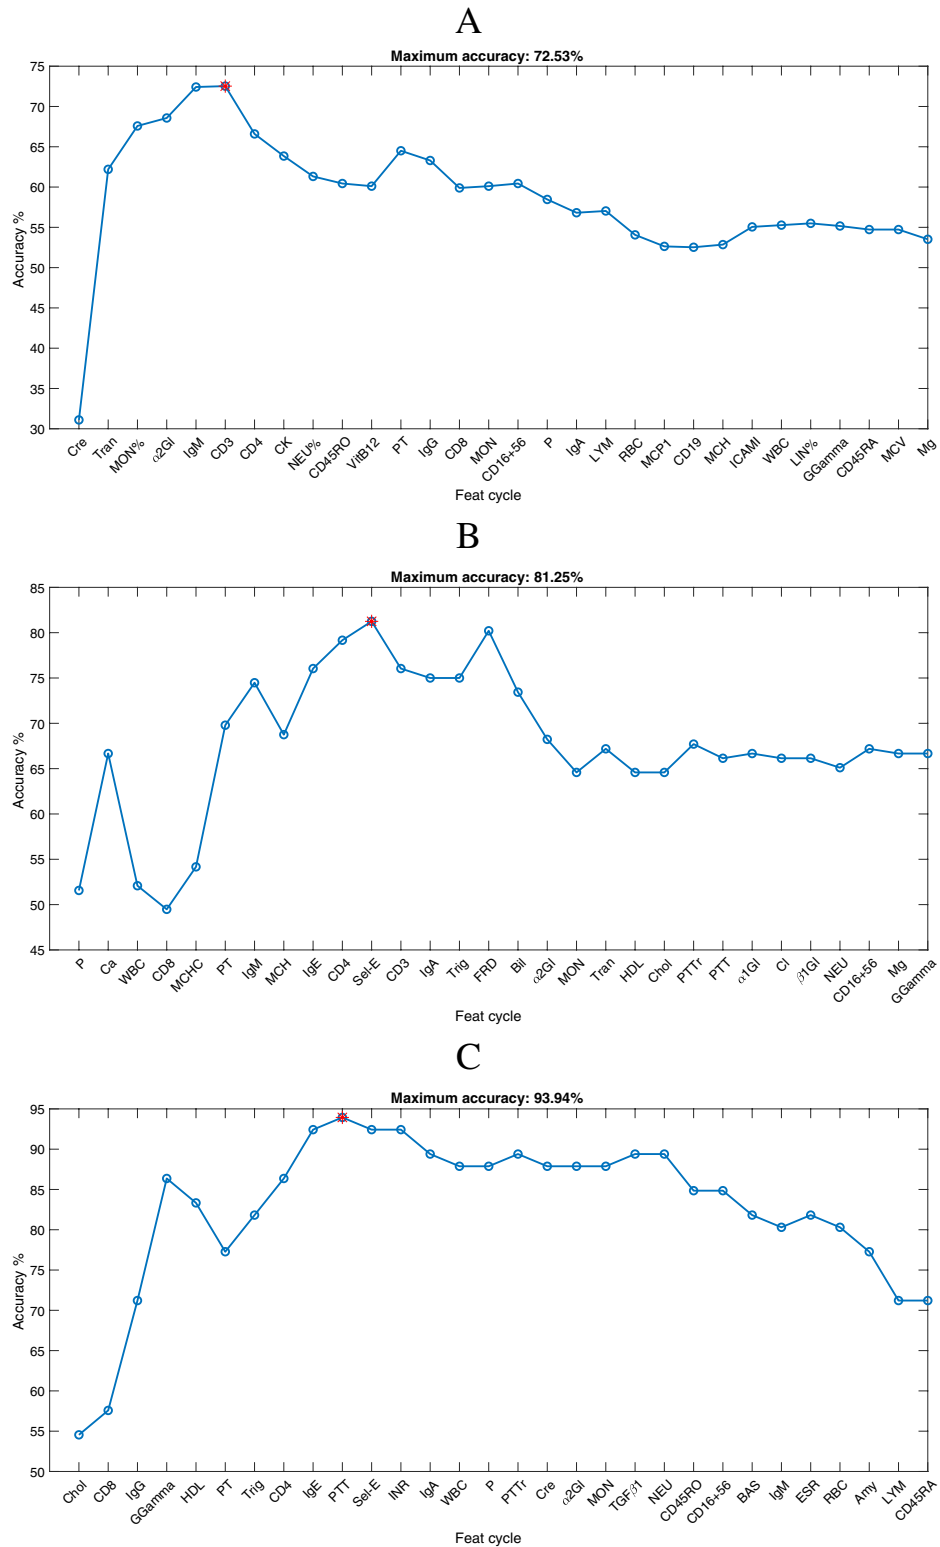 A
Maximum accuracy: 72.53%
75
70
65
60
55
50
45
40
35
30
Accuracy %
Cre Tran MON% α2Gl IgM CD3 CD4 CK NEU% CD45RO VitB12 PT IgG CD8 MON CD16+56 P IgA LYM RBC MCP1 CD19 MCH ICAMI WBC LIN% GGamma CD45RA MCV Mg
Feat cycle
B
Maximum accuracy: 81.25%
85
80
75
70
65
60
55
50
45
Accuracy %
P Ca WBC CD8 MCHC PT IgM MCH IgE CD4 Sel-E CD3 IgA Trig FRD Bil α2Gl MON Tran HDL Chol PTTr PTT α1Gl Cl β1Gl NEU CD16+56 Mg GGamma
Feat cycle
C
Maximum accuracy: 93.94%
95
90
85
80
75
70
65
60
55
50
Accuracy %
Chol CD8 IgG GGamma HDL PT Trig CD4 IgE PTT Sel-E INR IgA WBC P PTTr Cre α2Gl MON TGFβ1 NEU CD45RO CD16+56 BAS IgM ESR RBC Amy LYM CD45RA
Feat cycle